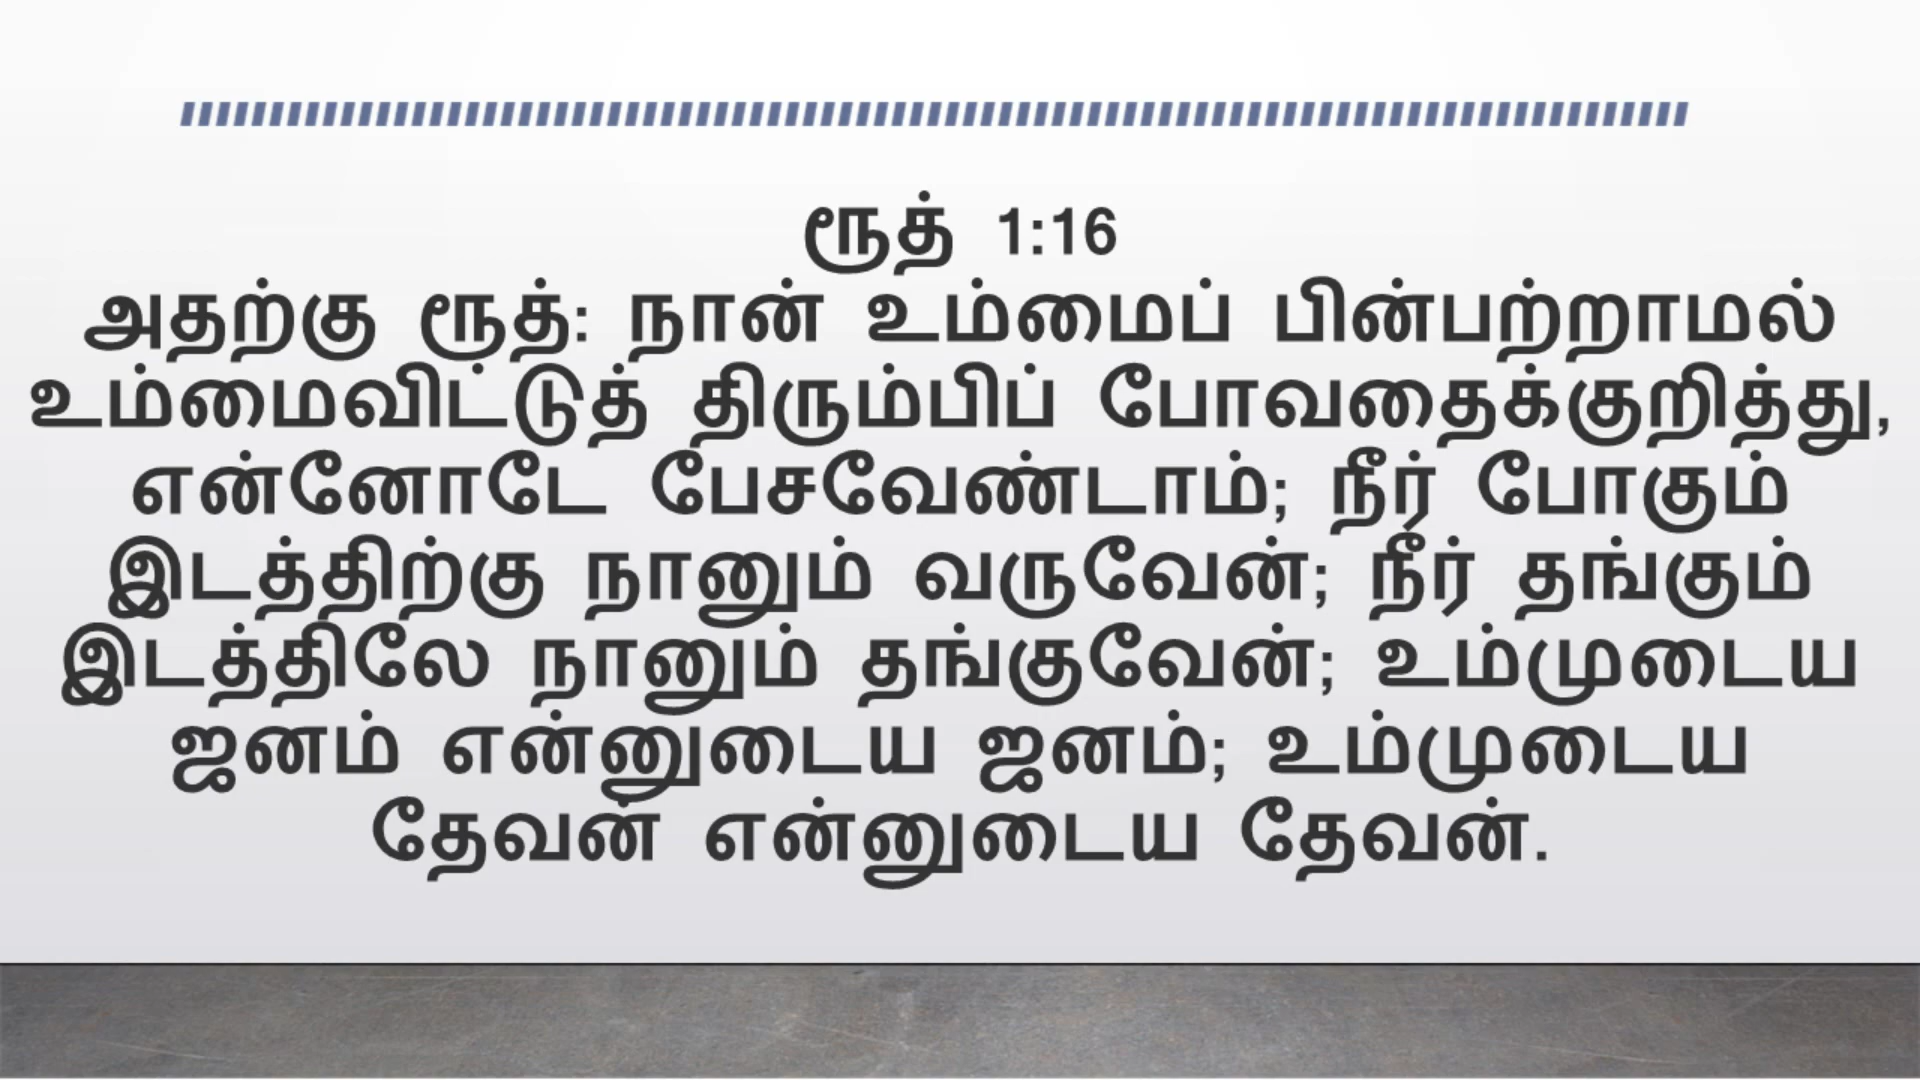 ரூத் 1:16
அதற்கு ரூத்: நான் உம்மைப் பின்பற்றாமல்
உம்மைவிட்டுத் திரும்பிப் போவதைக்குறித்து,
என்னோடே பேசவேண்டாம்; நீர் போகும்
இடத்திற்கு நானும் வருவேன்; நீர் தங்கும்
இடத்திலே நானும் தங்குவேன்; உம்முடைய
ஜனம் என்னுடைய ஜனம்; உம்முடைய
தேவன் என்னுடைய தேவன்.